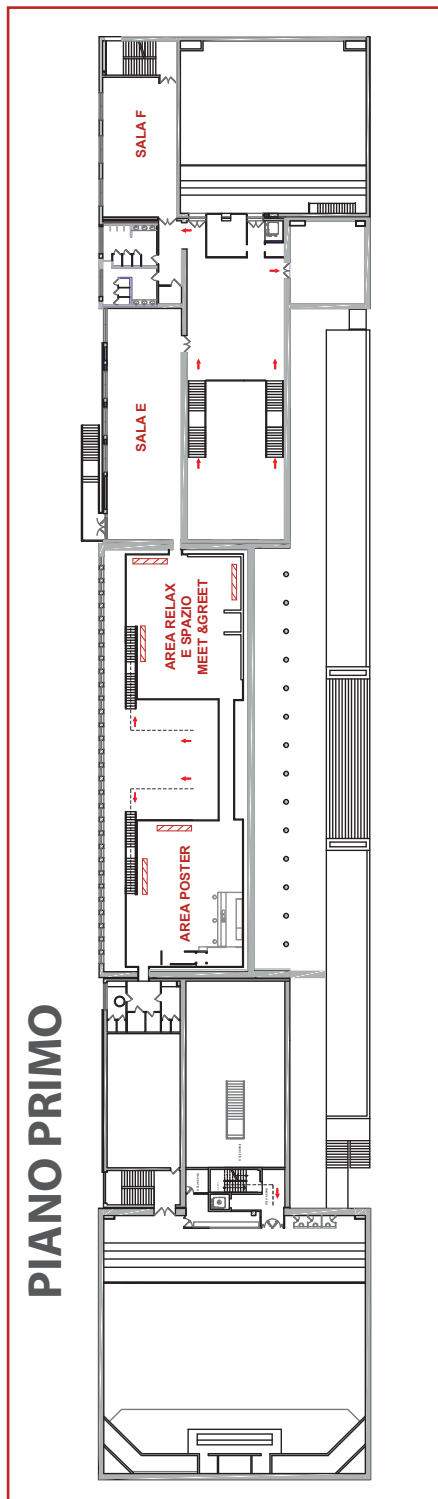 PIANO PRIMO
AREA POSTER
AREA RELAX
E SPAZIO
MEET &GREET
SALA E
SALA F